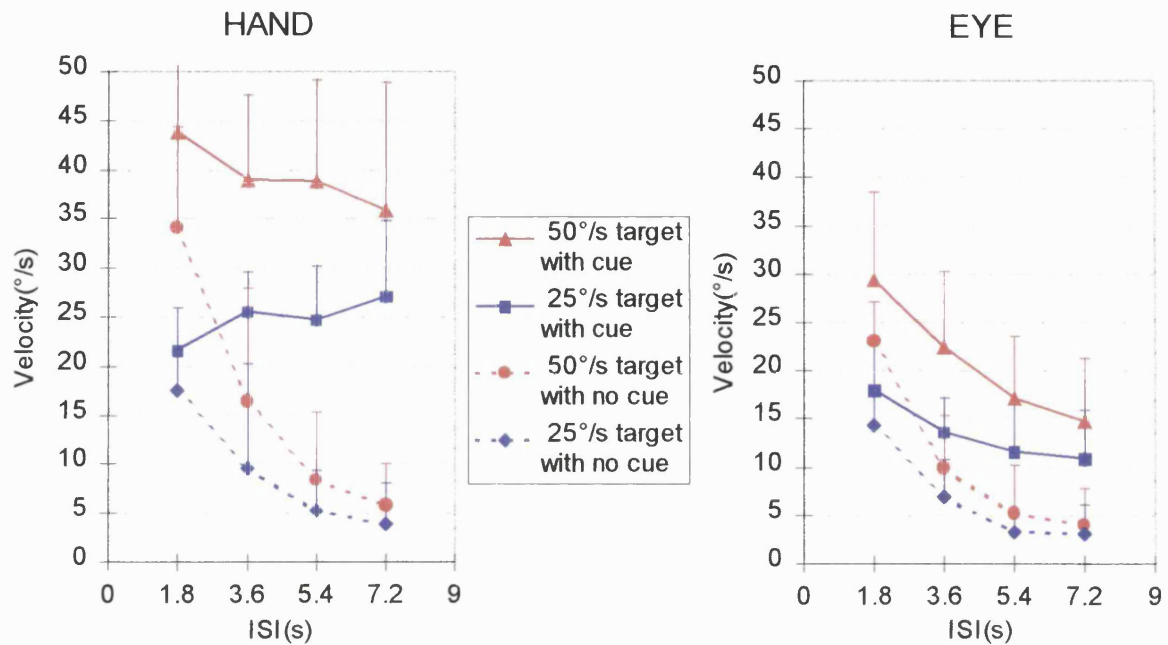 HAND
50
45
40
35
30
25
20
15
10
5
0
Velocity(°/s)
0 1.8 3.6 5.4 7.2 9
ISI(s)
50°/s target
with cue
25°/s target
with cue
50°/s target
with no cue
25°/s target
with no cue
EYE
50
45
40
35
30
25
20
15
10
5
0
Velocity(°/s)
0 1.8 3.6 5.4 7.2 9
ISI(s)